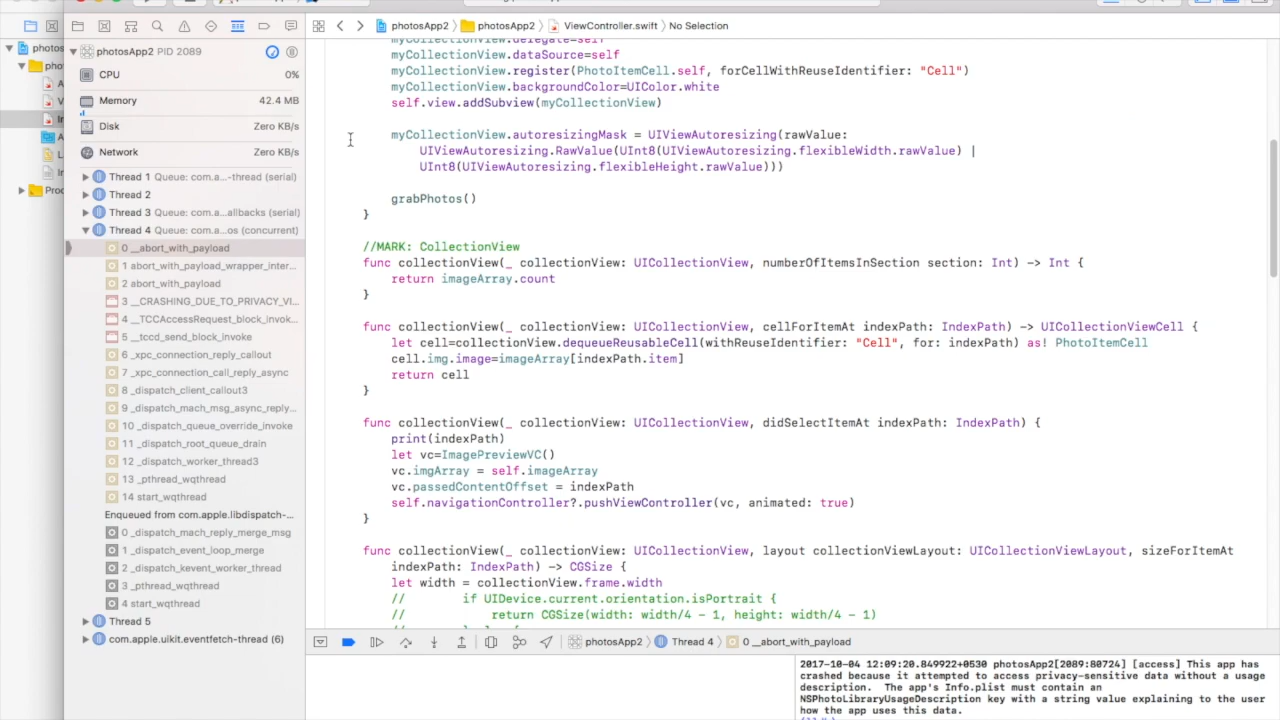 photosApp2 〉 photosApp2 〉 ViewController.swift 〉 No Selection
photosApp2 PID 2089
CPU 0%
Memory 42.4 MB
Disk Zero KB/s
Network Zero KB/s
Thread 1 Queue: com.a...-thread (serial)
Thread 2
Thread 3 Queue: com.a...allbacks (serial)
Thread 4 Queue: com.a...os (concurrent)
0 __abort_with_payload
1 abort_with_payload_wrapper_inter...
2 abort_with_payload
3 __CRASHING_DUE_TO_PRIVACY_VI...
4 __TCCAccessRequest_block_invok...
5 __tccd_send_block_invoke
6 _xpc_connection_reply_callout
7 _xpc_connection_call_reply_async
8 _dispatch_client_callout3
9 _dispatch_mach_msg_async_reply...
10 _dispatch_queue_override_invoke
11 _dispatch_root_queue_drain
12 _dispatch_worker_thread3
13 _pthread_wqthread
14 start_wqthread
Enqueued from com.apple.libdispatch-...
0 _dispatch_mach_reply_merge_msg
1 _dispatch_event_loop_merge
2 _dispatch_kevent_worker_thread
3 _pthread_wqthread
4 start_wqthread
Thread 5
com.apple.uikit.eventfetch-thread (6)
photos
pho
Proc
myCollectionView.delegate=self
myCollectionView.dataSource=self
myCollectionView.register(PhotoItemCell.self, forCellWithReuseIdentifier: "Cell")
myCollectionView.backgroundColor=UIColor.white
self.view.addSubview(myCollectionView)
myCollectionView.autoresizingMask = UIViewAutoresizing(rawValue:
UIViewAutoresizing.RawValue(UInt8(UIViewAutoresizing.flexibleWidth.rawValue) |
UInt8(UIViewAutoresizing.flexibleHeight.rawValue)))
grabPhotos()
}
//MARK: CollectionView
func collectionView(_ collectionView: UICollectionView, numberOfItemsInSection section: Int) -> Int {
return imageArray.count
}
func collectionView(_ collectionView: UICollectionView, cellForItemAt indexPath: IndexPath) -> UICollectionViewCell {
let cell=collectionView.dequeueReusableCell(withReuseIdentifier: "Cell", for: indexPath) as! PhotoItemCell
cell.img.image=imageArray[indexPath.item]
return cell
}
func collectionView(_ collectionView: UICollectionView, didSelectItemAt indexPath: IndexPath) {
print(indexPath)
let vc=ImagePreviewVC()
vc.imgArray = self.imageArray
vc.passedContentOffset = indexPath
self.navigationController?.pushViewController(vc, animated: true)
}
func collectionView(_ collectionView: UICollectionView, layout collectionViewLayout: UICollectionViewLayout, sizeForItemAt
indexPath: IndexPath) -> CGSize {
let width = collectionView.frame.width
// if UIDevice.current.orientation.isPortrait {
// return CGSize(width: width/4 - 1, height: width/4 - 1)
photosApp2 〉 Thread 4 〉 0 __abort_with_payload
2017-10-04 12:09:20.849922+0530 photosApp2[2089:80724] [access] This app has
crashed because it attempted to access privacy-sensitive data without a usage
description. The app's Info.plist must contain an
NSPhotoLibraryUsageDescription key with a string value explaining to the user
how the app uses this data.